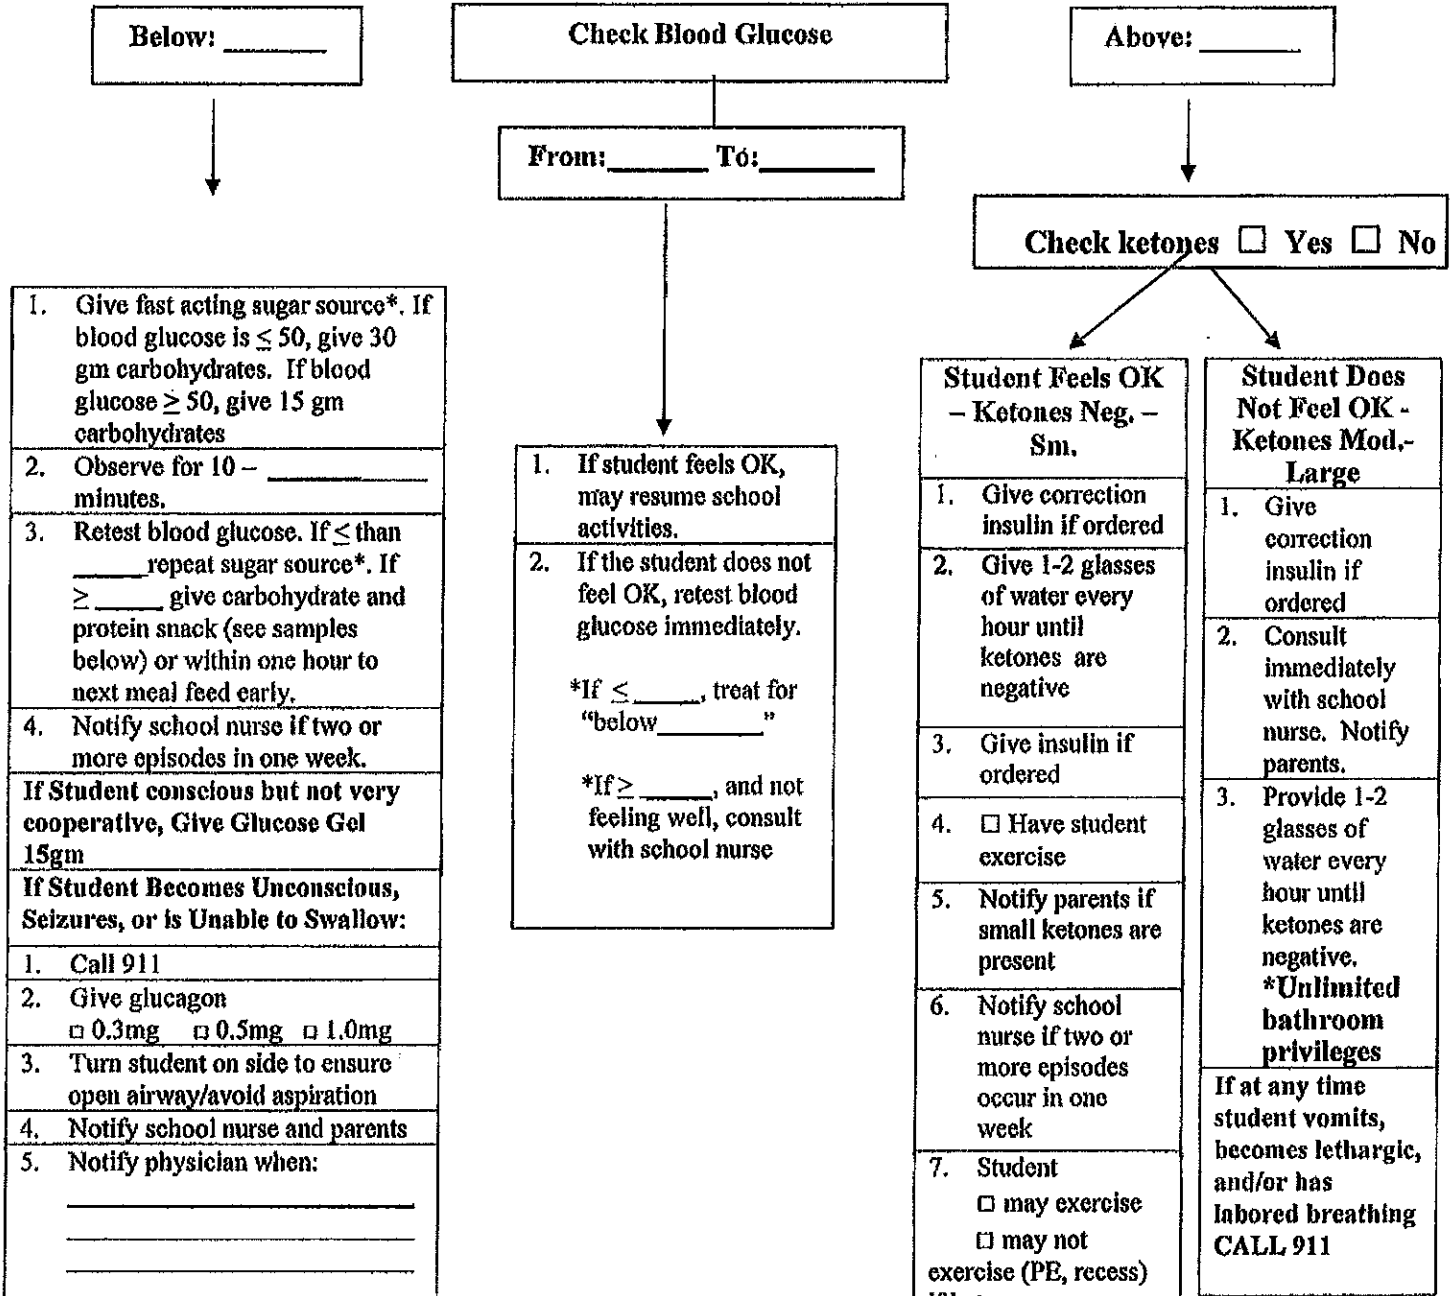 Below: ________
Check Blood Glucose
Above: ________
From:________ To:________
Check ketones ☐ Yes ☐ No
1. Give fast acting sugar source*. If
blood glucose is ≤ 50, give 30
gm carbohydrates. If blood
glucose ≥ 50, give 15 gm
carbohydrates
2. Observe for 10 – ____________
minutes.
3. Retest blood glucose. If ≤ than
______repeat sugar source*. If
≥ _____ give carbohydrate and
protein snack (see samples
below) or within one hour to
next meal feed early.
4. Notify school nurse if two or
more episodes in one week.
If Student conscious but not very
cooperative, Give Glucose Gel
15gm
If Student Becomes Unconscious,
Seizures, or is Unable to Swallow:
1. Call 911
2. Give glucagon
☐ 0.3mg ☐ 0.5mg ☐ 1.0mg
3. Turn student on side to ensure
open airway/avoid aspiration
4. Notify school nurse and parents
5. Notify physician when:
1. If student feels OK,
may resume school
activities.
2. If the student does not
feel OK, retest blood
glucose immediately.
*If ≤ _____, treat for
"below________"
*If ≥ _____, and not
feeling well, consult
with school nurse
Student Feels OK
– Ketones Neg. –
Sm.
1. Give correction
insulin if ordered
2. Give 1-2 glasses
of water every
hour until
ketones are
negative
3. Give insulin if
ordered
4. ☐ Have student
exercise
5. Notify parents if
small ketones are
present
6. Notify school
nurse if two or
more episodes
occur in one
week
7. Student
☐ may exercise
☐ may not
exercise (PE, recess)
Student Does
Not Feel OK -
Ketones Mod.-
Large
1. Give
correction
insulin if
ordered
2. Consult
immediately
with school
nurse. Notify
parents.
3. Provide 1-2
glasses of
water every
hour until
ketones are
negative.
*Unlimited
bathroom
privileges
If at any time
student vomits,
becomes lethargic,
and/or has
labored breathing
CALL 911